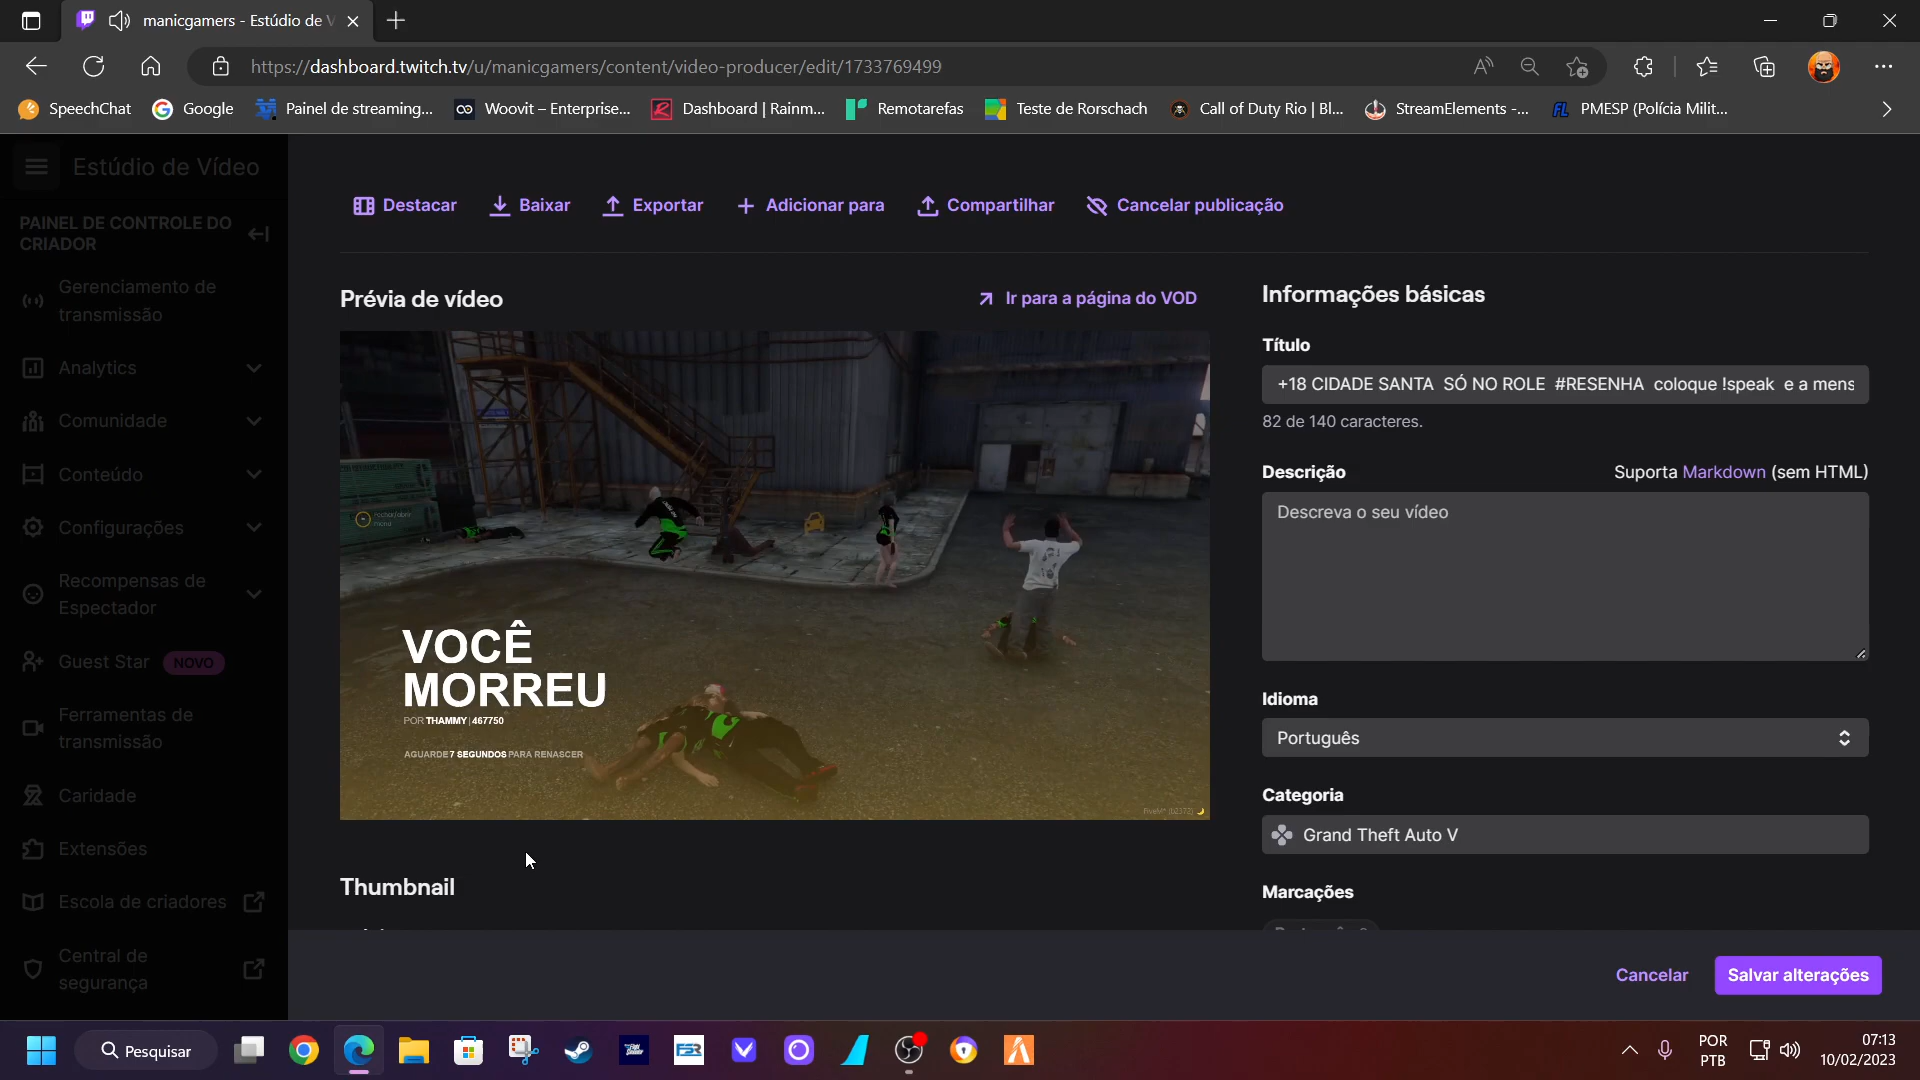 manicgamers - Estúdio de V
https://dashboard.twitch.tv/u/manicgamers/content/video-producer/edit/1733769499
SpeechChat Google Painel de streaming... Woovit – Enterprise... Dashboard | Rainm... Remotarefas Teste de Rorschach Call of Duty Rio | Bl... StreamElements -... PMESP (Polícia Milit...
Estúdio de Vídeo
PAINEL DE CONTROLE DO
CRIADOR
Gerenciamento de
transmissão
Analytics
Comunidade
Conteúdo
Configurações
Recompensas de
Espectador
Guest Star NOVO
Ferramentas de
transmissão
Caridade
Extensões
Escola de criadores
Central de
segurança
Destacar Baixar Exportar Adicionar para Compartilhar Cancelar publicação
Prévia de vídeo Ir para a página do VOD
fechar/abrir
menu
VOCÊ
MORREU
POR THAMMY | 467750
AGUARDE 7 SEGUNDOS PARA RENASCER
Thumbnail
Informações básicas
Título
+18 CIDADE SANTA SÓ NO ROLE #RESENHA coloque !speak e a mens
82 de 140 caracteres.
Descrição Suporta Markdown (sem HTML)
Descreva o seu vídeo
Idioma
Português
Categoria
Grand Theft Auto V
Marcações
Cancelar Salvar alterações
Pesquisar
FSR
POR
PTB
07:13
10/02/2023